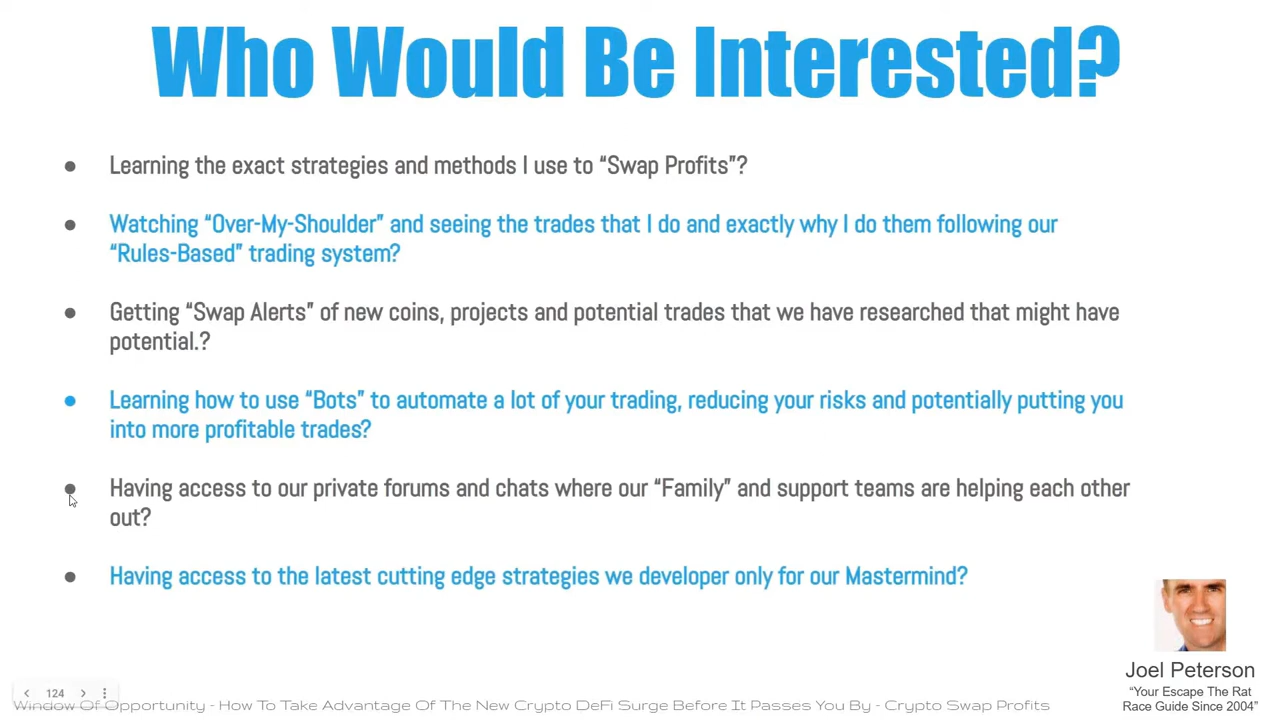 Who Would Be Interested?
● Learning the exact strategies and methods I use to “Swap Profits”?
● Watching “Over-My-Shoulder” and seeing the trades that I do and exactly why I do them following our
“Rules-Based” trading system?
● Getting “Swap Alerts” of new coins, projects and potential trades that we have researched that might have
potential.?
● Learning how to use “Bots” to automate a lot of your trading, reducing your risks and potentially putting you
into more profitable trades?
● Having access to our private forums and chats where our “Family” and support teams are helping each other
out?
● Having access to the latest cutting edge strategies we developer only for our Mastermind?
Joel Peterson
“Your Escape The Rat
Race Guide Since 2004”
124
Window Of Opportunity - How To Take Advantage Of The New Crypto DeFi Surge Before It Passes You By - Crypto Swap Profits